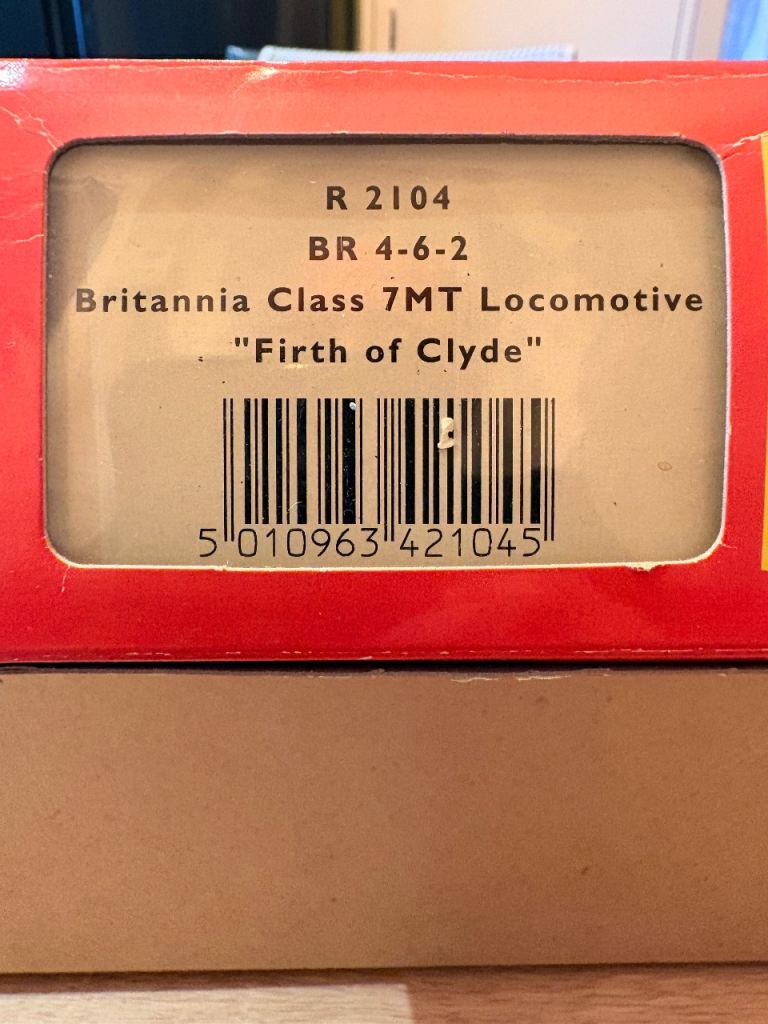 R 2104
BR 4-6-2
Britannia Class 7MT Locomotive
"Firth of Clyde"
5 010963 421045